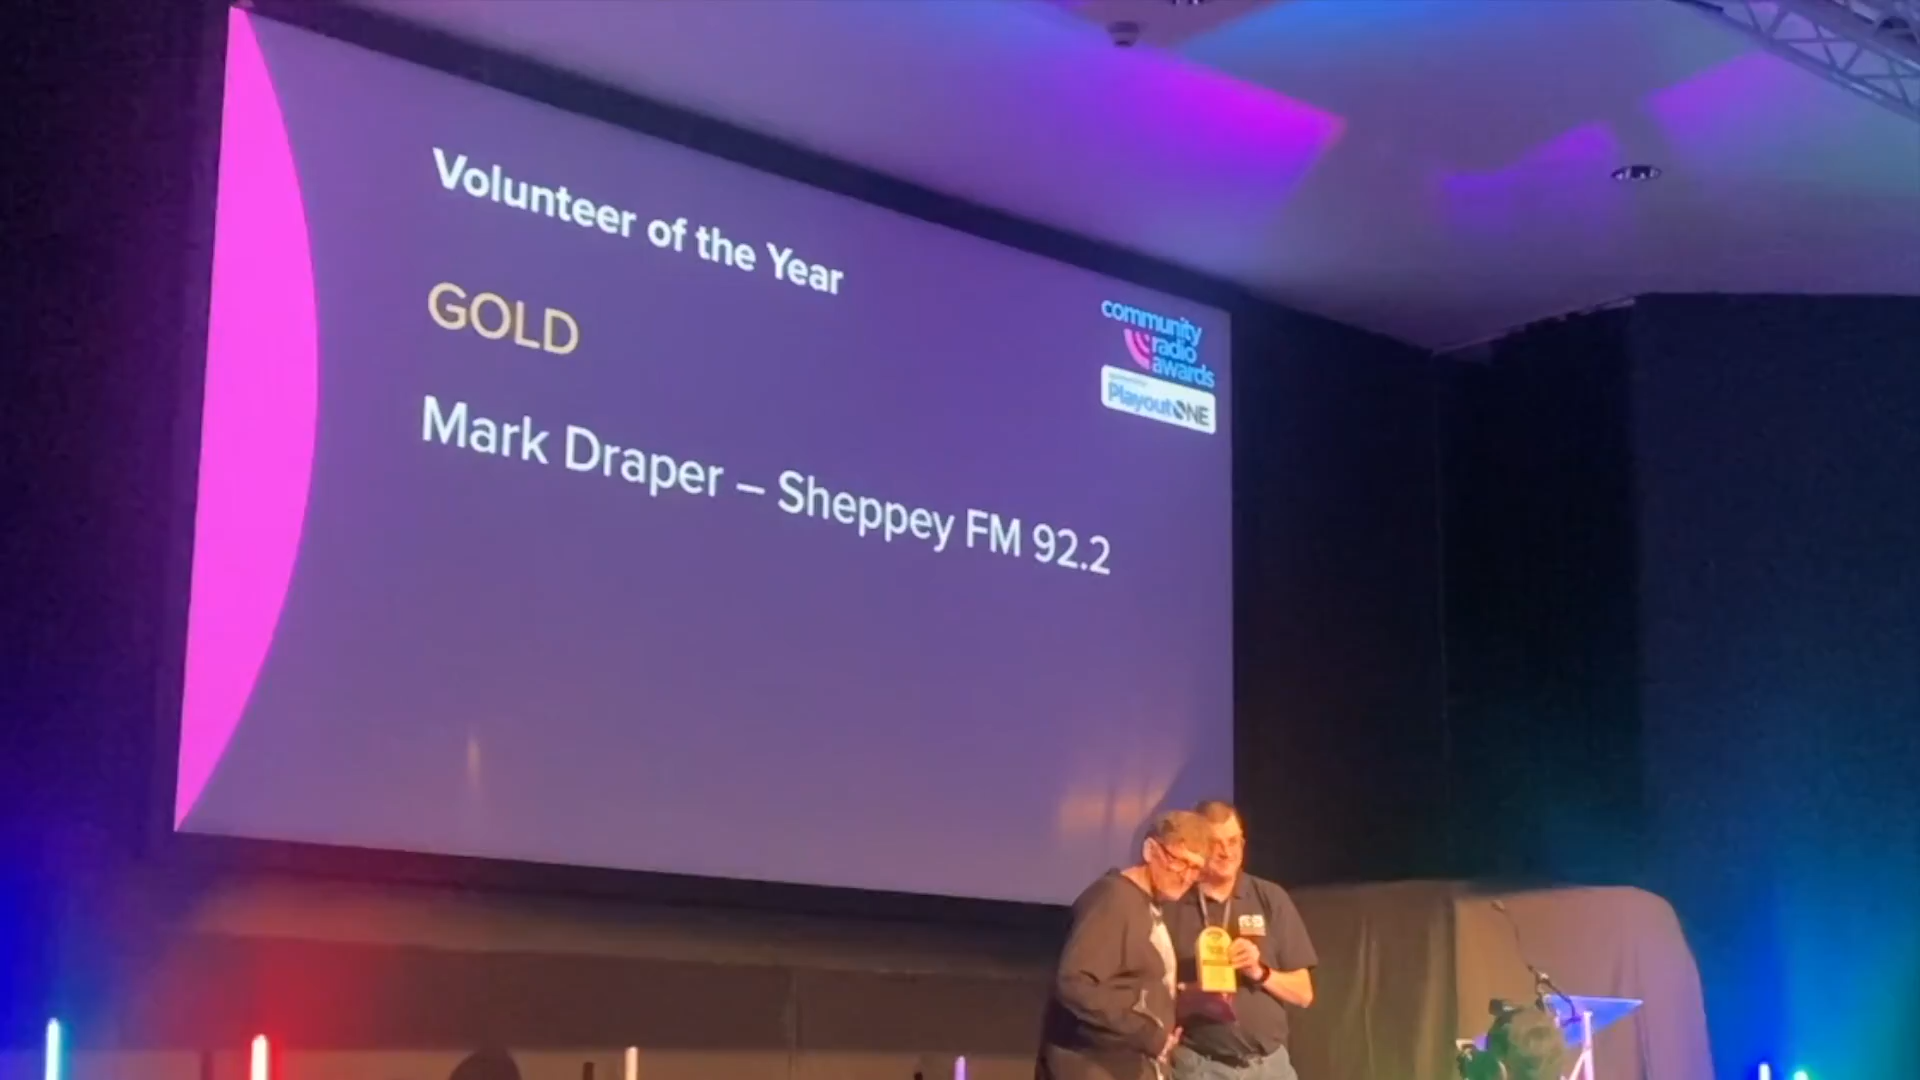 Volunteer of the Year
GOLD
Mark Draper – Sheppey FM 92.2
community
radio
awards
PlayoutONE